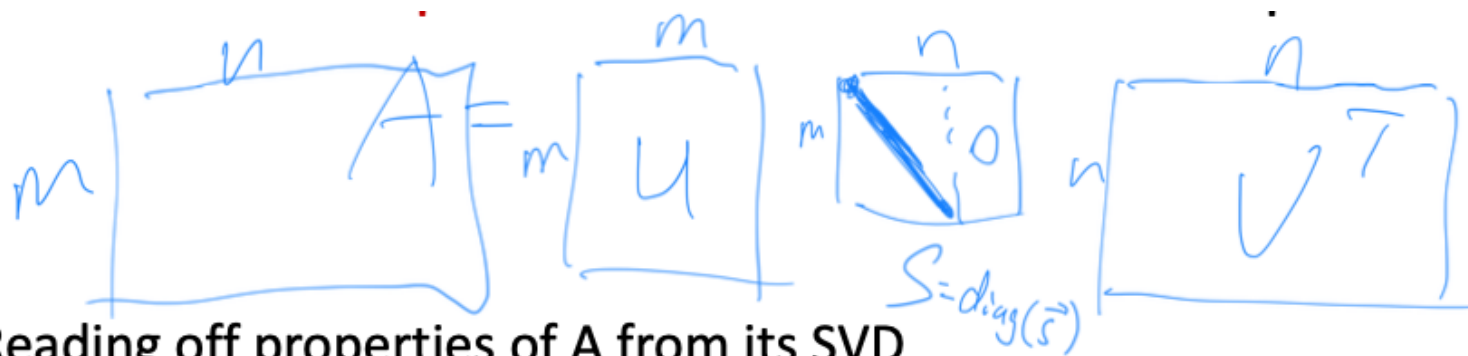 n m n n
m A = m U m 0 n V^T
S=diag(s⃗)
Reading off properties of A from its SVD